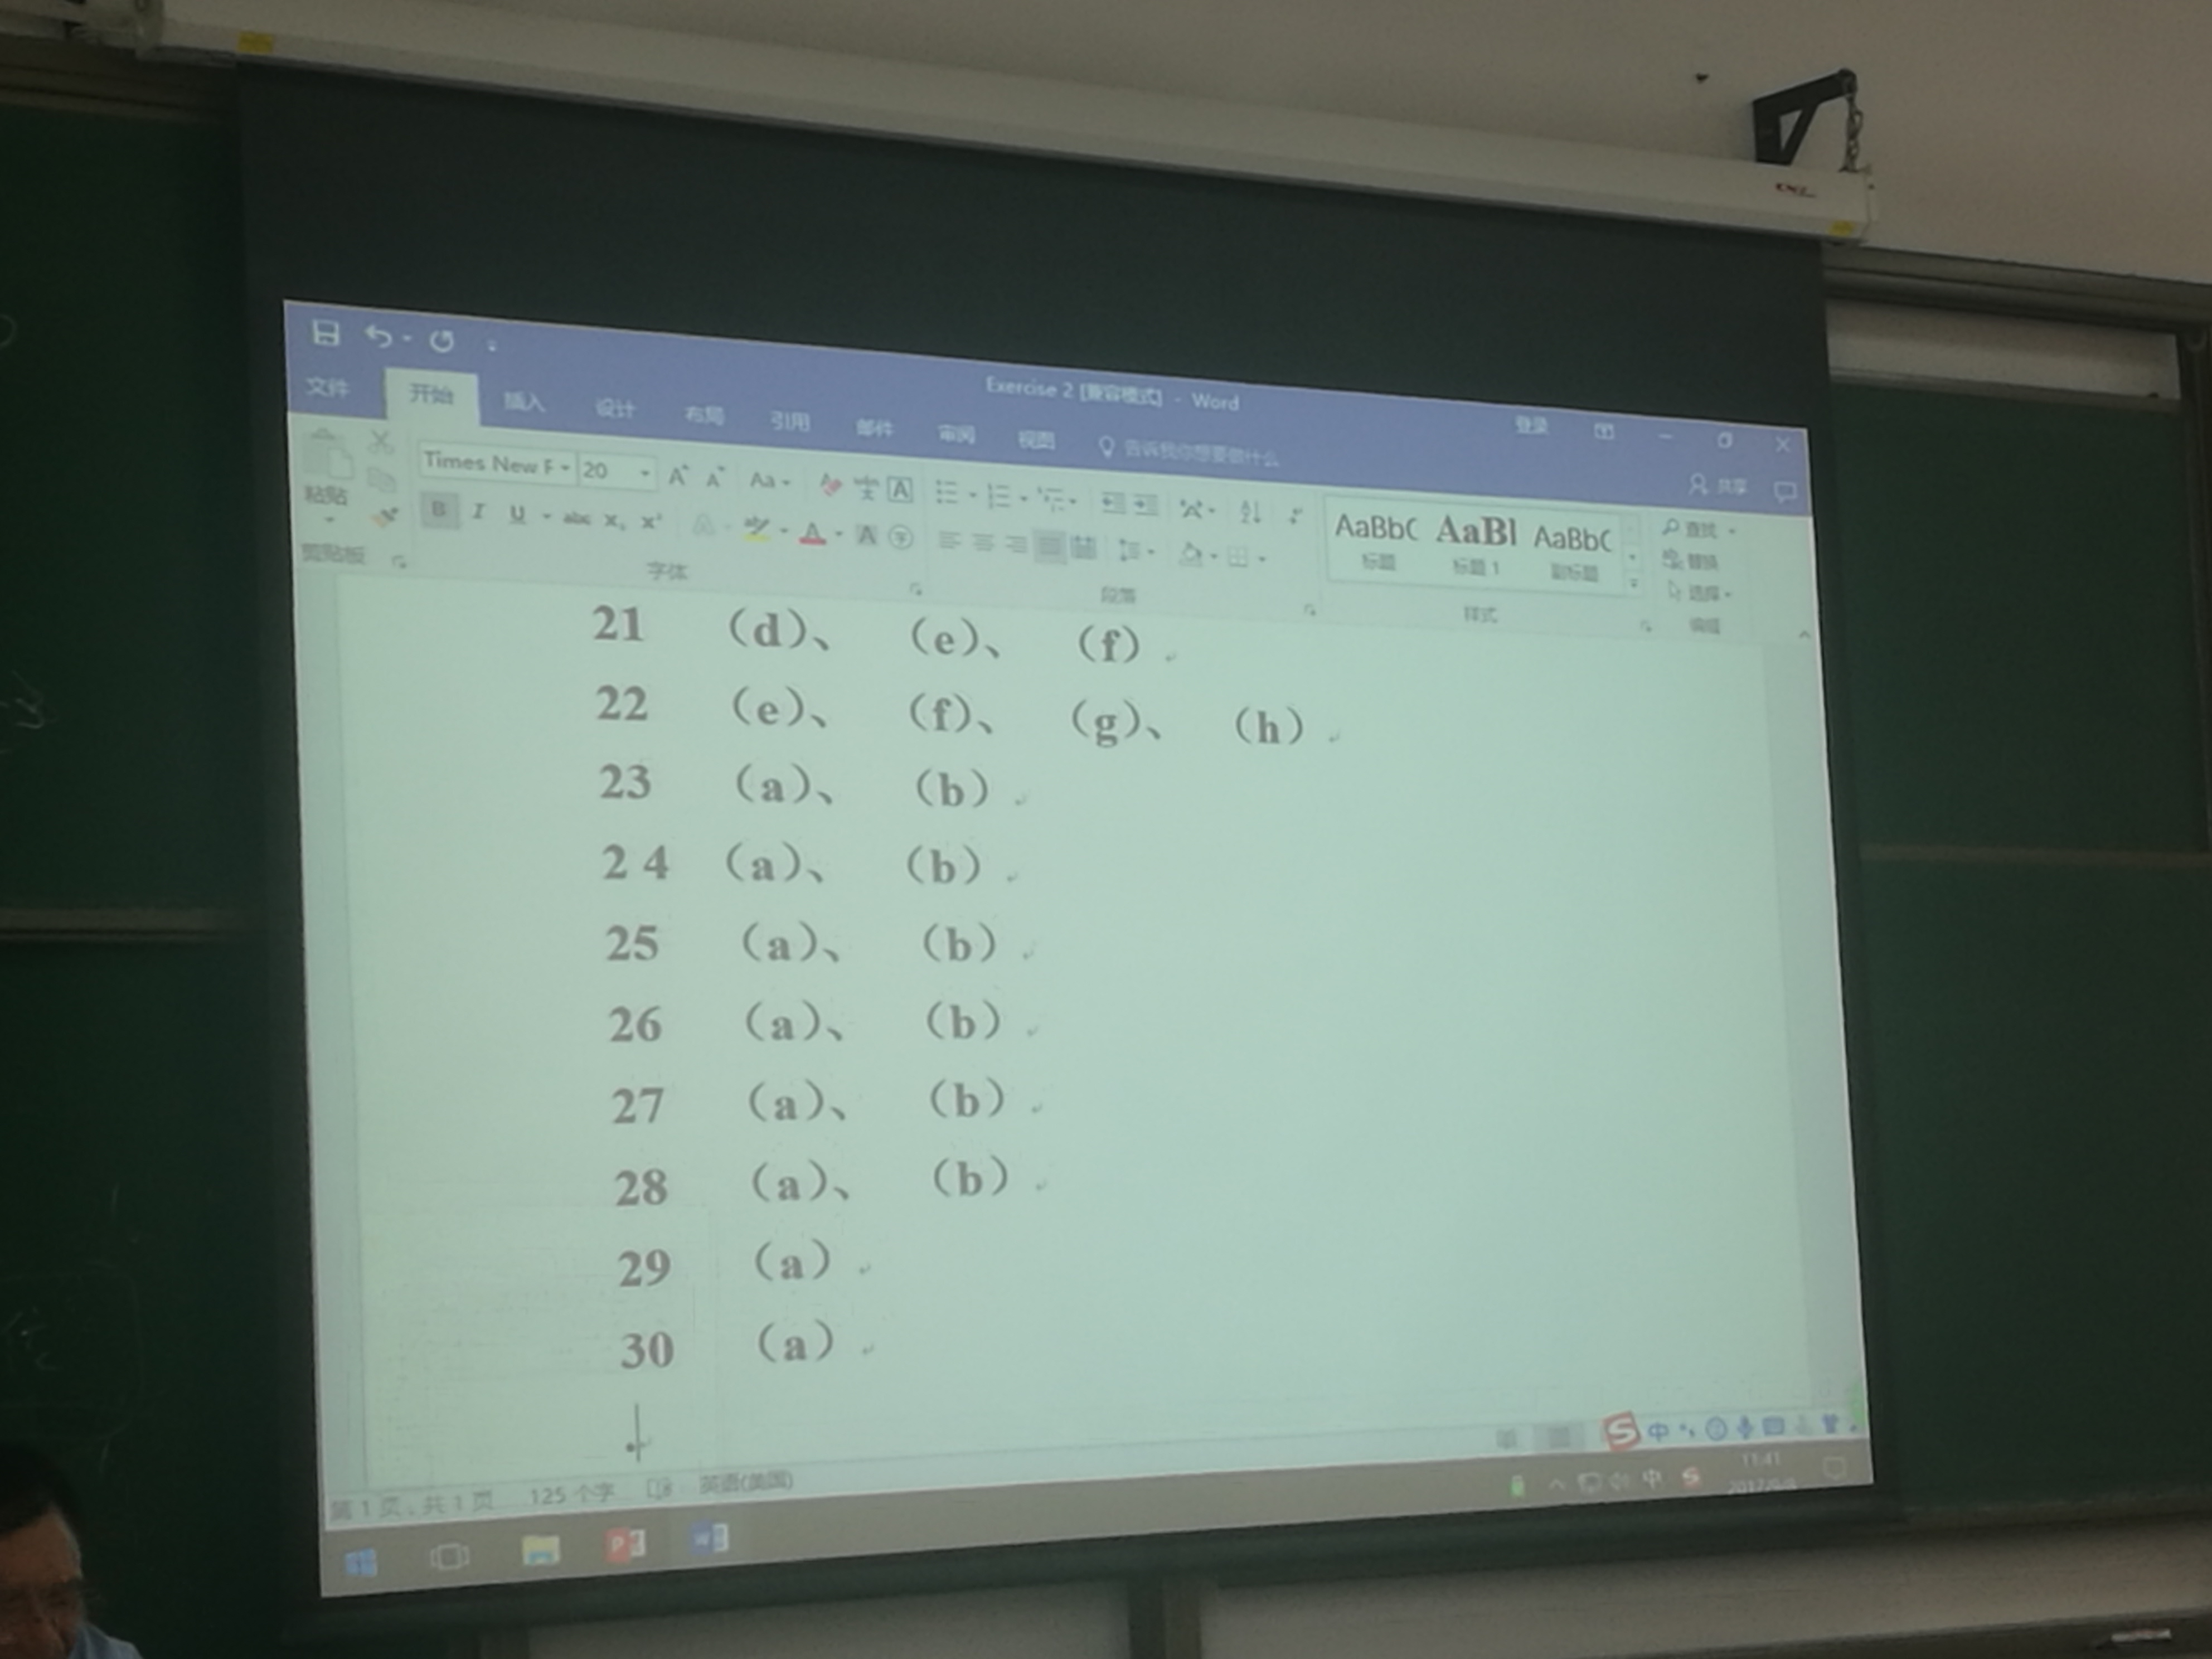 Exercise 2 [兼容模式] - Word
登录
文件 开始 插入 设计 布局 引用 邮件 审阅 视图 告诉我你想要做什么
共享
粘贴
Times New F 20
AaBbC AaBl AaBbC
标题 标题 1 副标题
查找
替换
选择
剪贴板 字体 段落 样式 编辑
21 (d)、 (e)、 (f)
22 (e)、 (f)、 (g)、 (h)
23 (a)、 (b)
2 4 (a)、 (b)
25 (a)、 (b)
26 (a)、 (b)
27 (a)、 (b)
28 (a)、 (b)
29 (a)
30 (a)
第 1 页，共 1 页 125 个字 英语(美国)
中
11:41